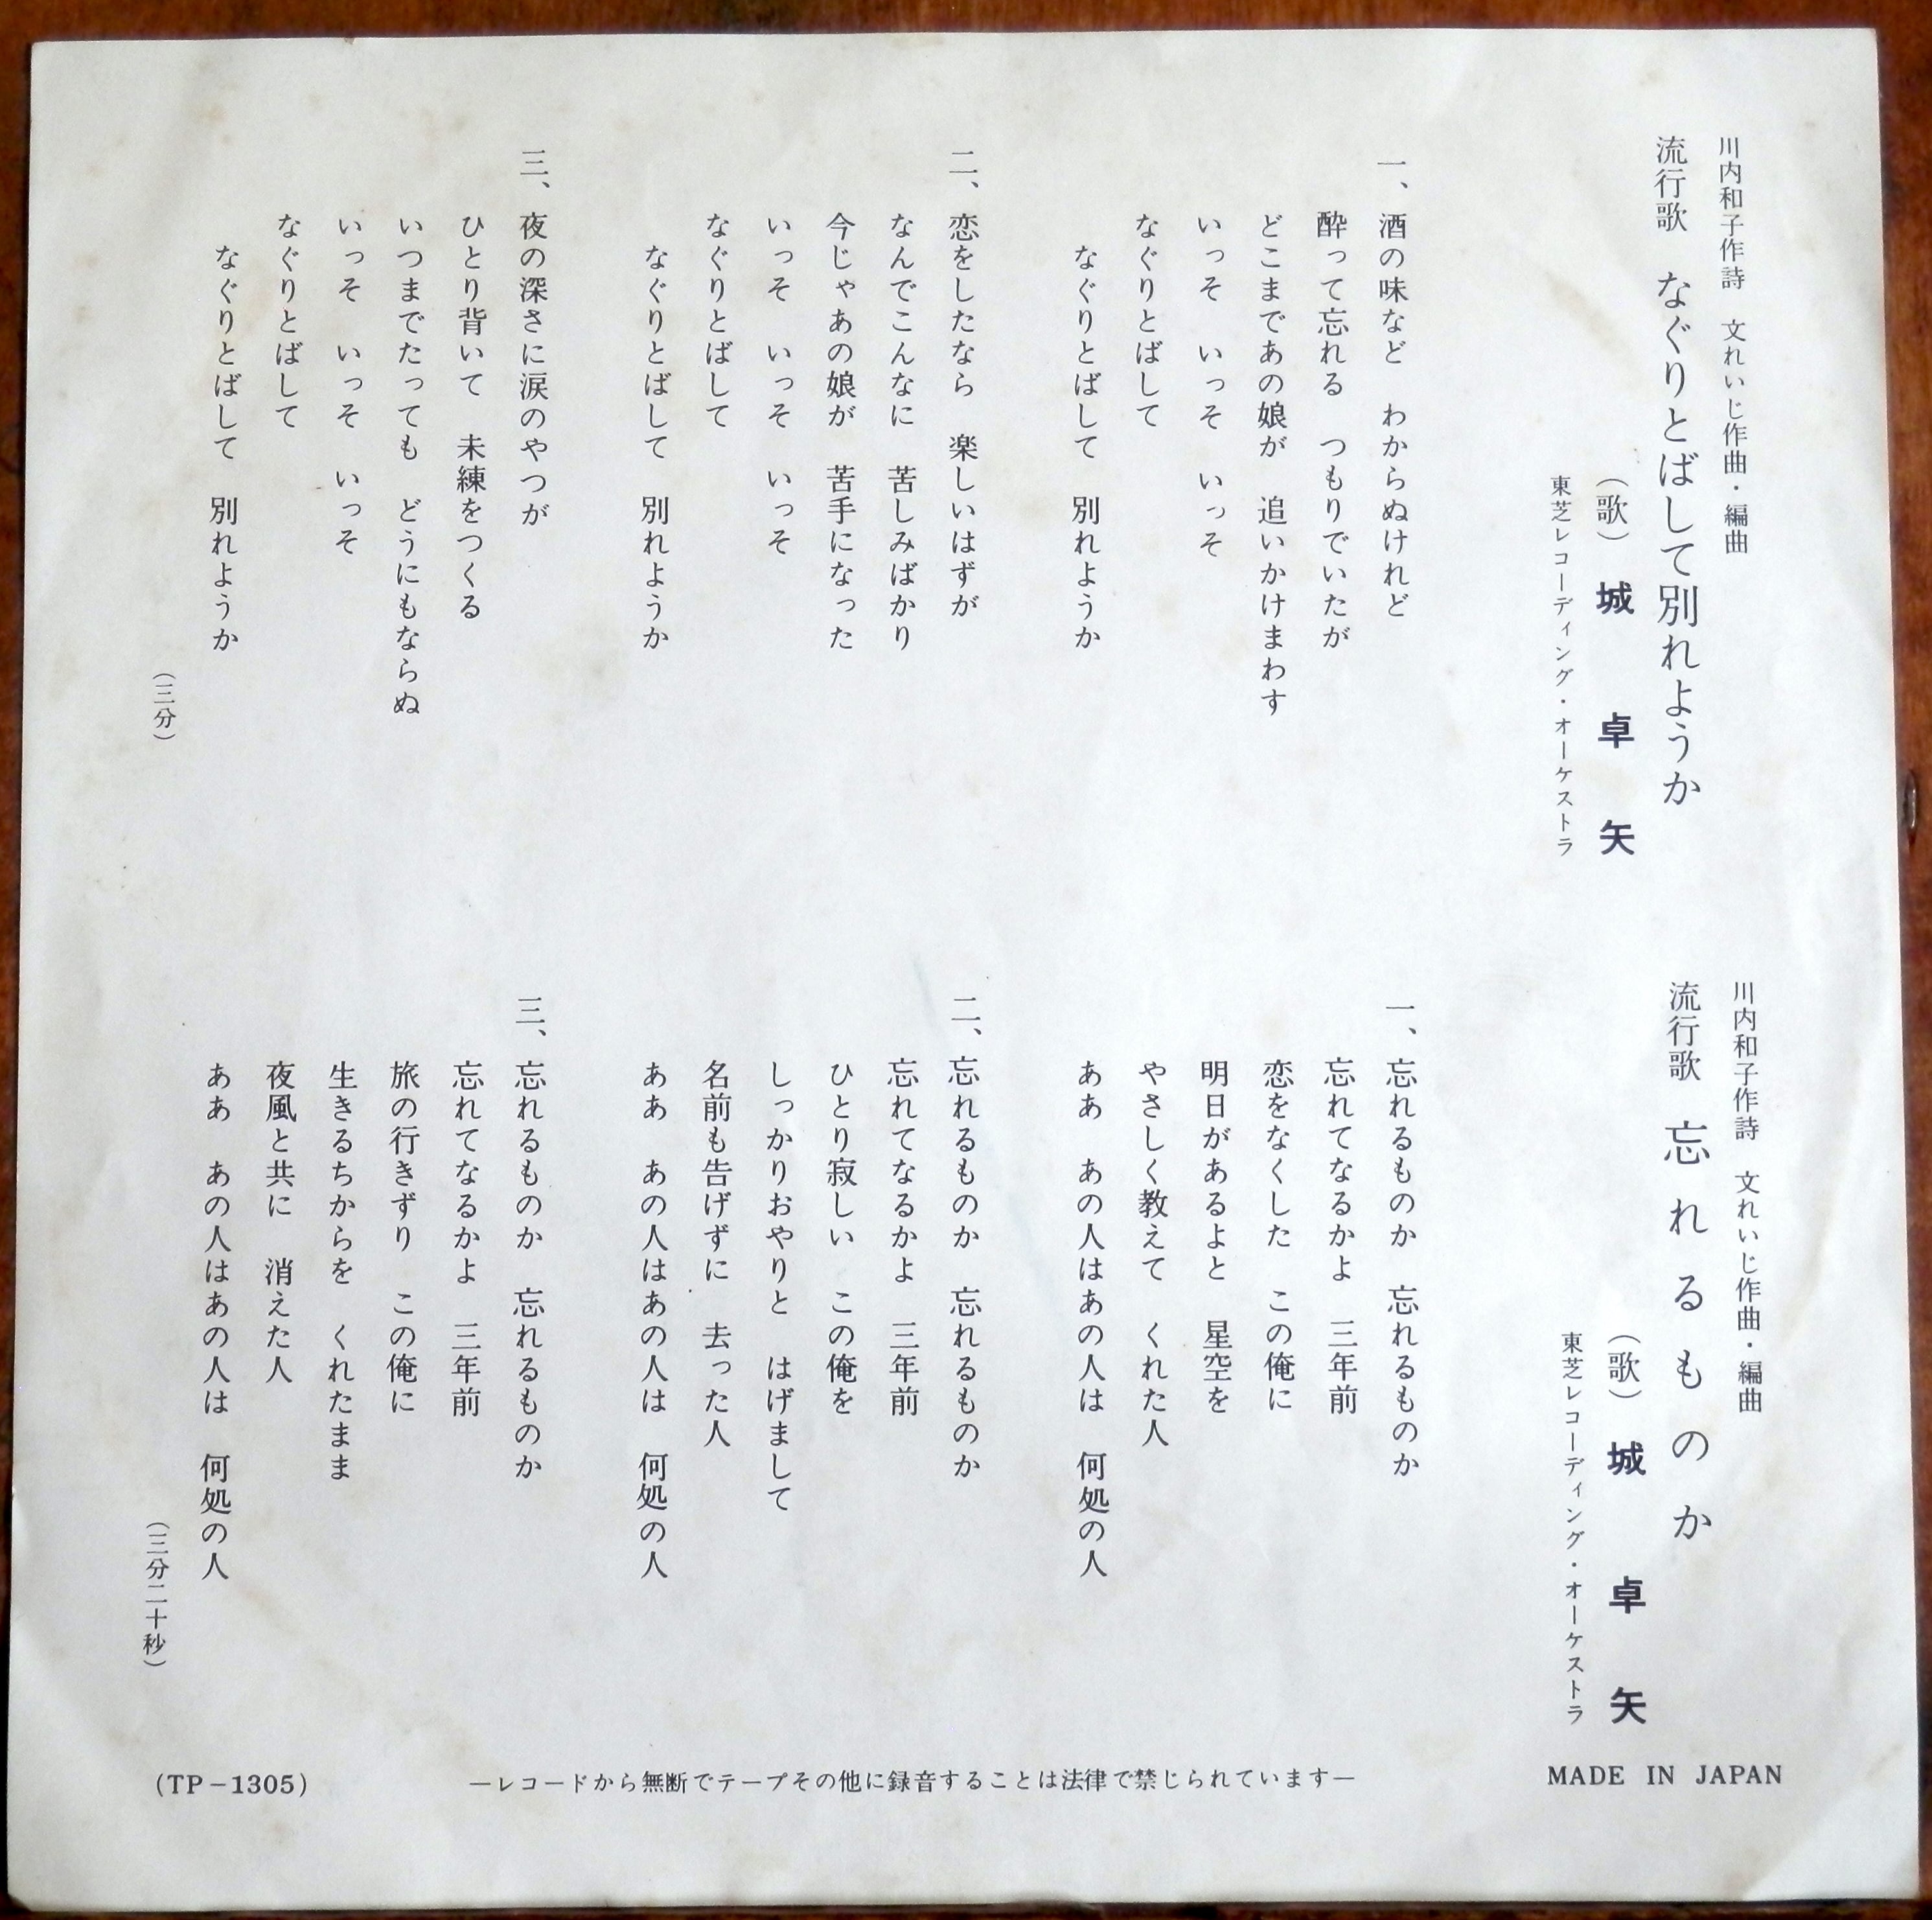 川内和子作詩　文れいじ作曲・編曲
流行歌　なぐりとばして別れようか
（歌）城　卓　矢
東芝レコーディング・オーケストラ
一、酒の味など　わからぬけれど
酔って忘れる　つもりでいたが
どこまであの娘が　追いかけまわす
いっそ　いっそ　いっそ
なぐりとばして
なぐりとばして　別れようか
二、恋をしたなら　楽しいはずが
なんでこんなに　苦しみばかり
今じゃあの娘が　苦手になった
いっそ　いっそ　いっそ
なぐりとばして
なぐりとばして　別れようか
三、夜の深さに涙のやつが
ひとり背いて　未練をつくる
いつまでたっても　どうにもならぬ
いっそ　いっそ　いっそ
なぐりとばして
なぐりとばして　別れようか
（三分）
川内和子作詩　文れいじ作曲・編曲
流行歌　忘れるものか
（歌）城　卓　矢
東芝レコーディング・オーケストラ
一、忘れるものか　忘れるものか
忘れてなるかよ　三年前
恋をなくした　この俺に
明日があるよと　星空を
やさしく教えて　くれた人
ああ　あの人はあの人は　何処の人
二、忘れるものか　忘れるものか
忘れてなるかよ　三年前
ひとり寂しい　この俺を
しっかりおやりと　はげまして
名前も告げずに　去った人
ああ　あの人はあの人は　何処の人
三、忘れるものか　忘れるものか
忘れてなるかよ　三年前
旅の行きずり　この俺に
生きるちからを　くれたまま
夜風と共に　消えた人
ああ　あの人はあの人は　何処の人
（三分二十秒）
MADE IN JAPAN
―レコードから無断でテープその他に録音することは法律で禁じられています―
(TP－1305)